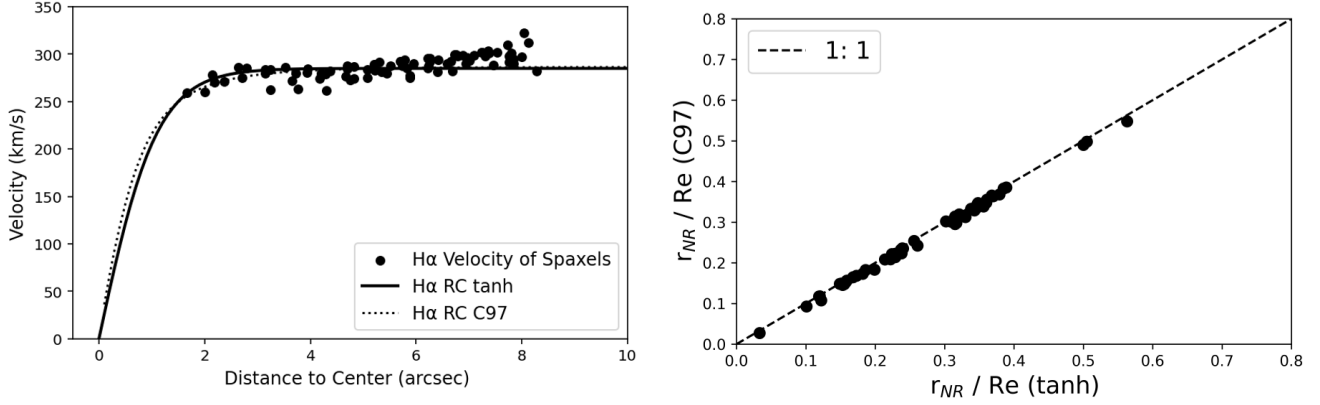 350
300
250
200
150
100
50
0
Velocity (km/s)
Hα Velocity of Spaxels
Hα RC tanh
Hα RC C97
0 2 4 6 8 10
Distance to Center (arcsec)
0.8
0.7
0.6
0.5
0.4
0.3
0.2
0.1
0.0
r_NR / Re (C97)
1: 1
0.0 0.1 0.2 0.3 0.4 0.5 0.6 0.7 0.8
r_NR / Re (tanh)